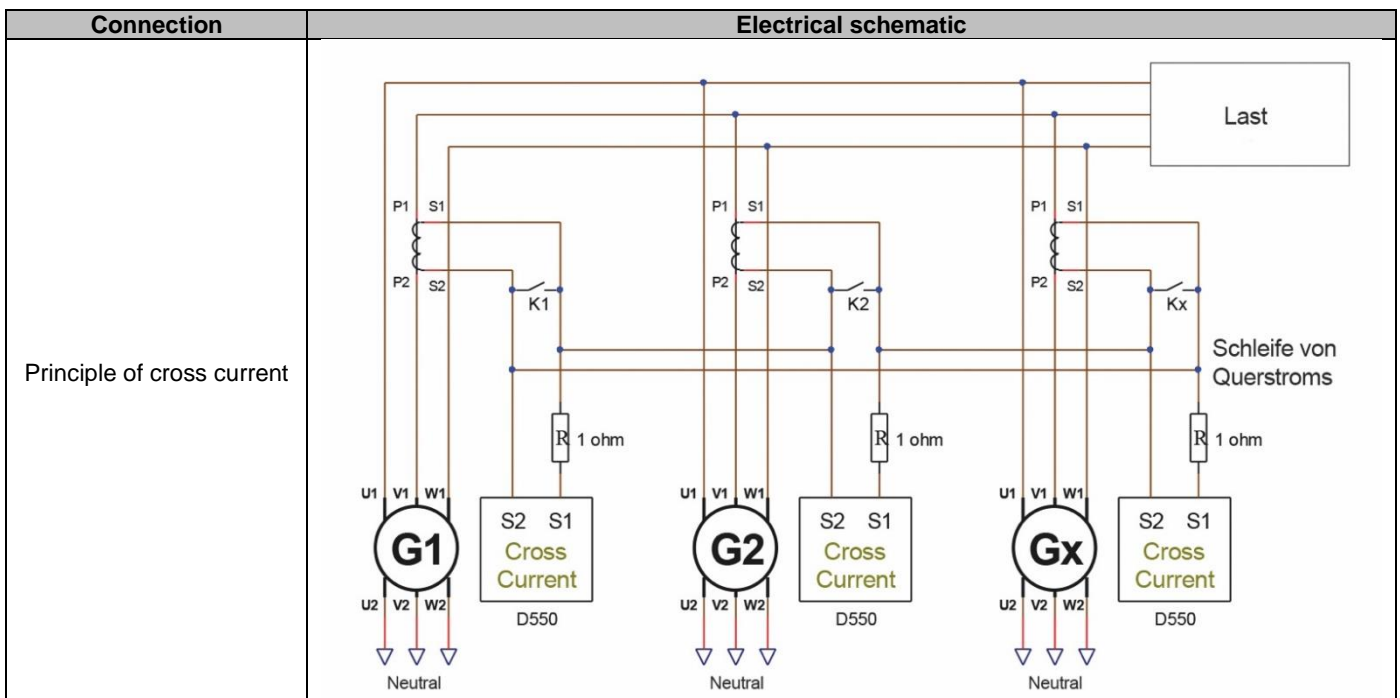 Connection Electrical schematic
Principle of cross current
Last
P1 S1 P1 S1 P1 S1
P2 S2 P2 S2 P2 S2
K1 K2 Kx
Schleife von
Querstroms
R 1 ohm R 1 ohm R 1 ohm
U1 V1 W1 U1 V1 W1 U1 V1 W1
S2 S1 S2 S1 S2 S1
G1 Cross G2 Cross Gx Cross
Current Current Current
U2 V2 W2 U2 V2 W2 U2 V2 W2
D550 D550 D550
Neutral Neutral Neutral